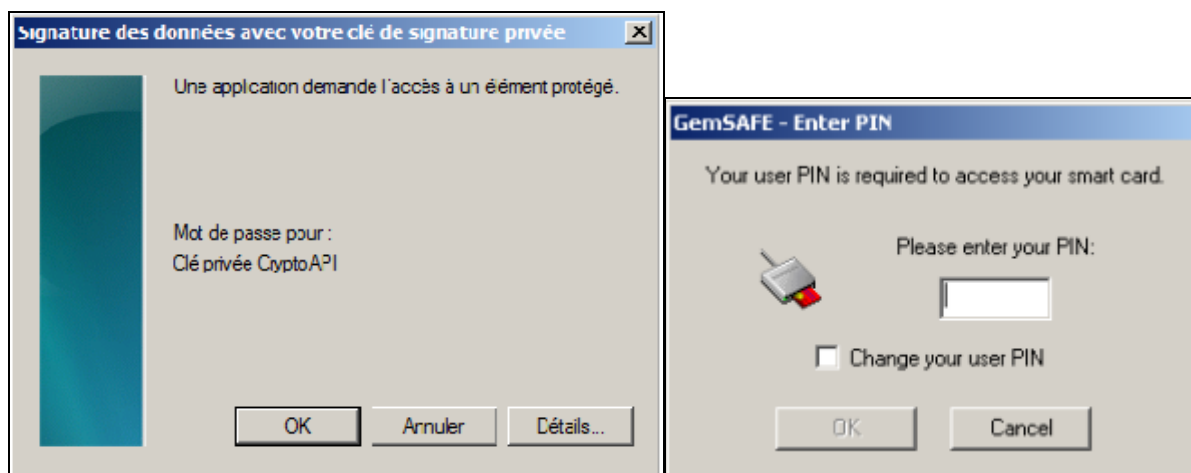 Signature des données avec votre clé de signature privée
Une application demande l'accès à un élément protégé.
Mot de passe pour :
Clé privée CryptoAPI
OK
Annuler
Détails...
GemSAFE - Enter PIN
Your user PIN is required to access your smart card.
Please enter your PIN:
Change your user PIN
OK
Cancel